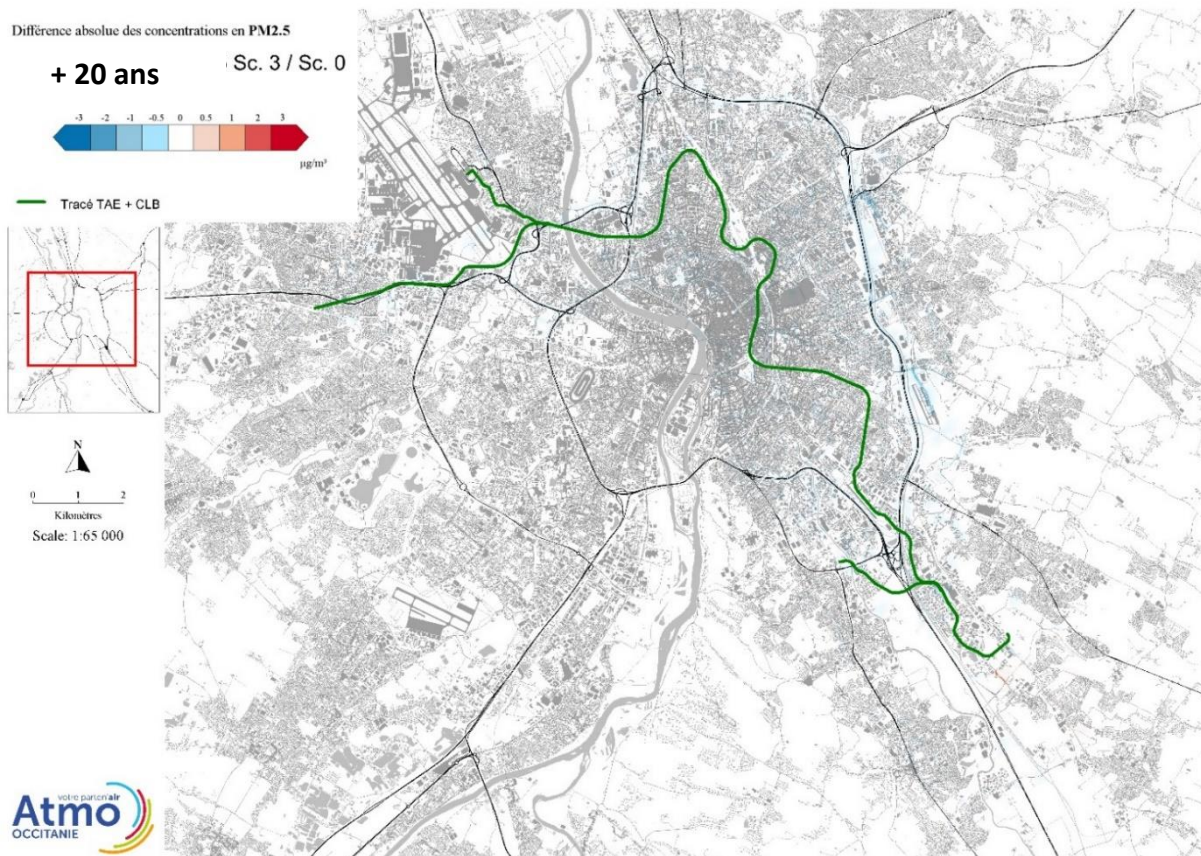 Différence absolue des concentrations en PM2.5
+ 20 ans
Sc. 3 / Sc. 0
-3 -2 -1 -0.5 0 0.5 1 2 3
µg/m³
Tracé TAE + CLB
N
0 1 2
Kilomètres
Scale: 1:65 000
votre parten'air
Atmo
OCCITANIE